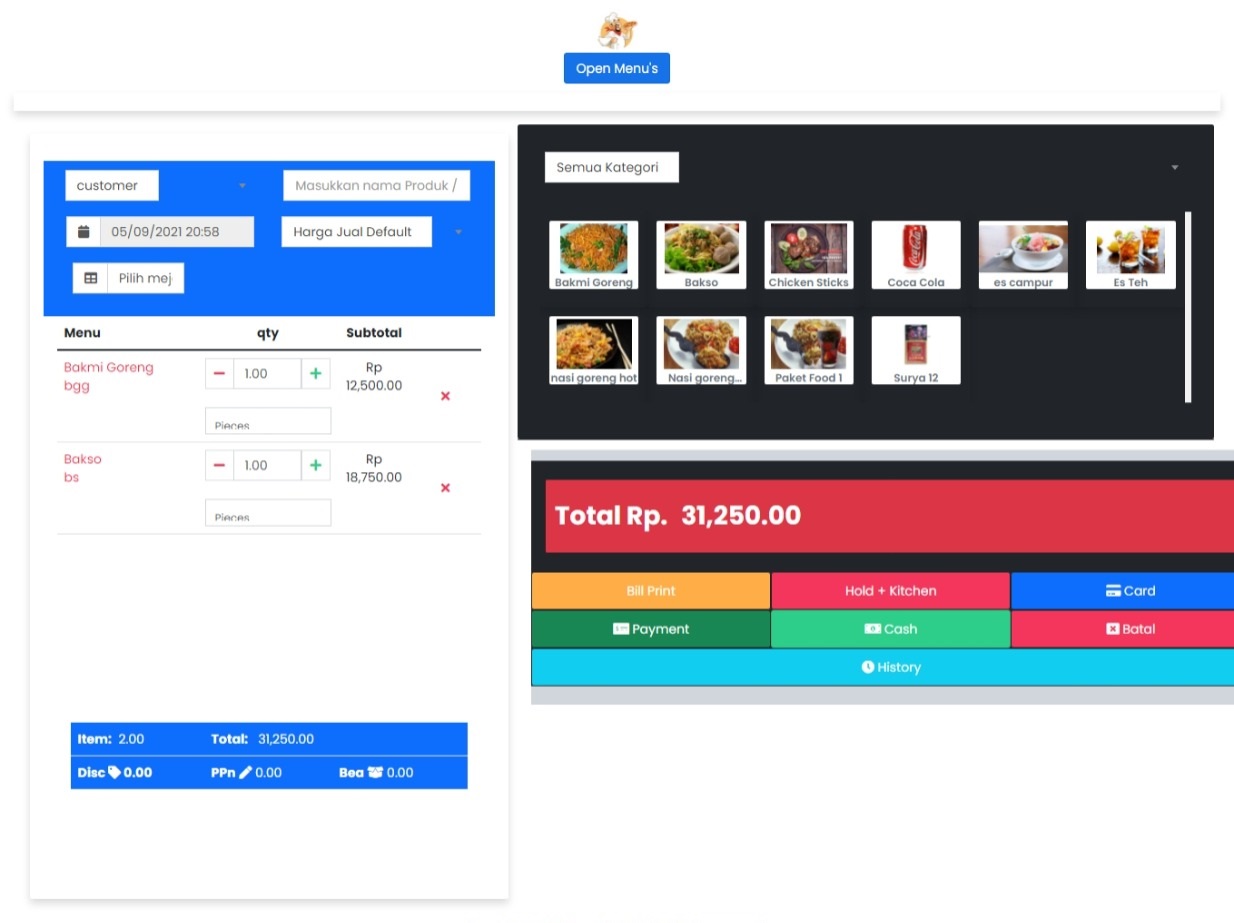 Open Menu's
customer
Masukkan nama Produk /
05/09/2021 20:58
Harga Jual Default
Pilih mej
Menu qty Subtotal
Bakmi Goreng
bgg
1.00
Rp
12,500.00
Pieces
Bakso
bs
1.00
Rp
18,750.00
Pieces
Item: 2.00 Total: 31,250.00
Disc 0.00 PPn 0.00 Bea 0.00
Semua Kategori
Bakmi Goreng
Bakso
Chicken Sticks
Coca Cola
es campur
Es Teh
nasi goreng hot
Nasi goreng...
Paket Food 1
Surya 12
Total Rp. 31,250.00
Bill Print
Hold + Kitchen
Card
Payment
Cash
Batal
History